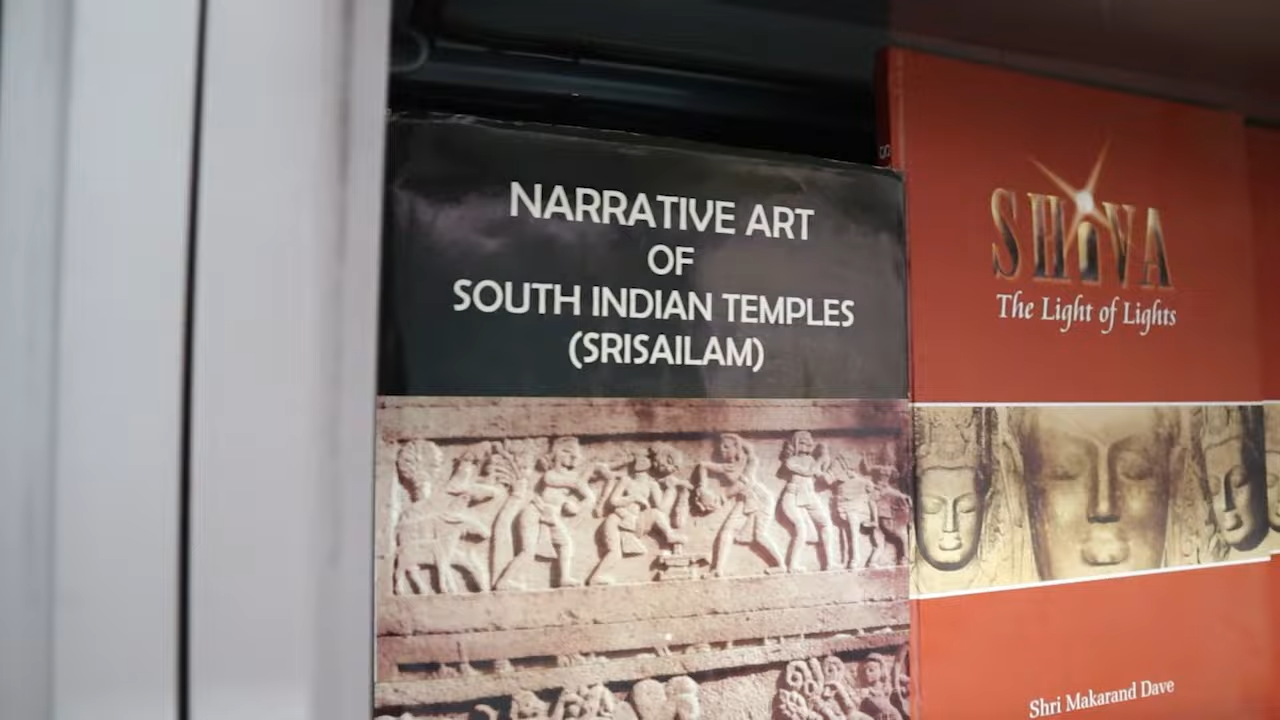 NARRATIVE ART
OF
SOUTH INDIAN TEMPLES
(SRISAILAM)
SHIVA
The Light of Lights
Shri Makarand Dave